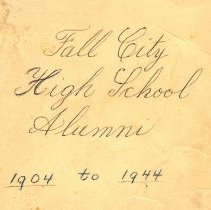 Fall City
High School
Alumni
1904 to 1944